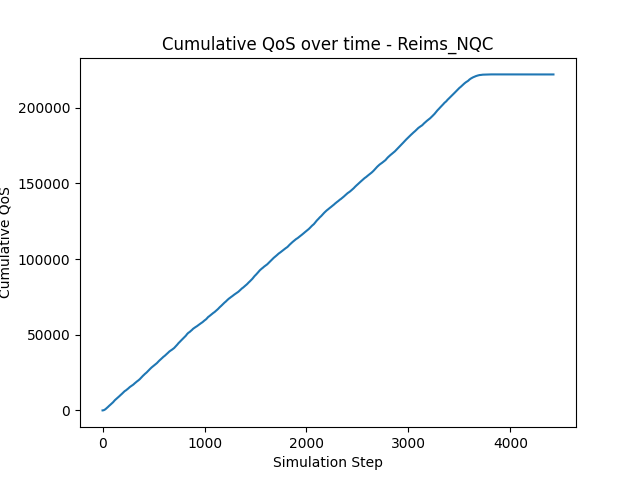 Cumulative QoS over time - Reims_NQC
200000
150000
100000
50000
0
Cumulative QoS
0 1000 2000 3000 4000
Simulation Step